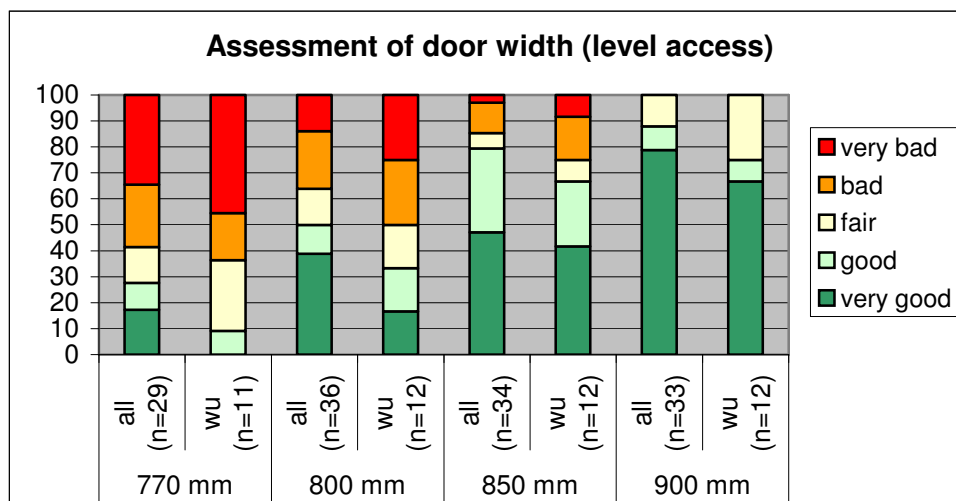 Assessment of door width (level access)
100
90
80
70
60
50
40
30
20
10
0
very bad
bad
fair
good
very good
all
(n=29)
wu
(n=11)
all
(n=36)
wu
(n=12)
all
(n=34)
wu
(n=12)
all
(n=33)
wu
(n=12)
770 mm
800 mm
850 mm
900 mm